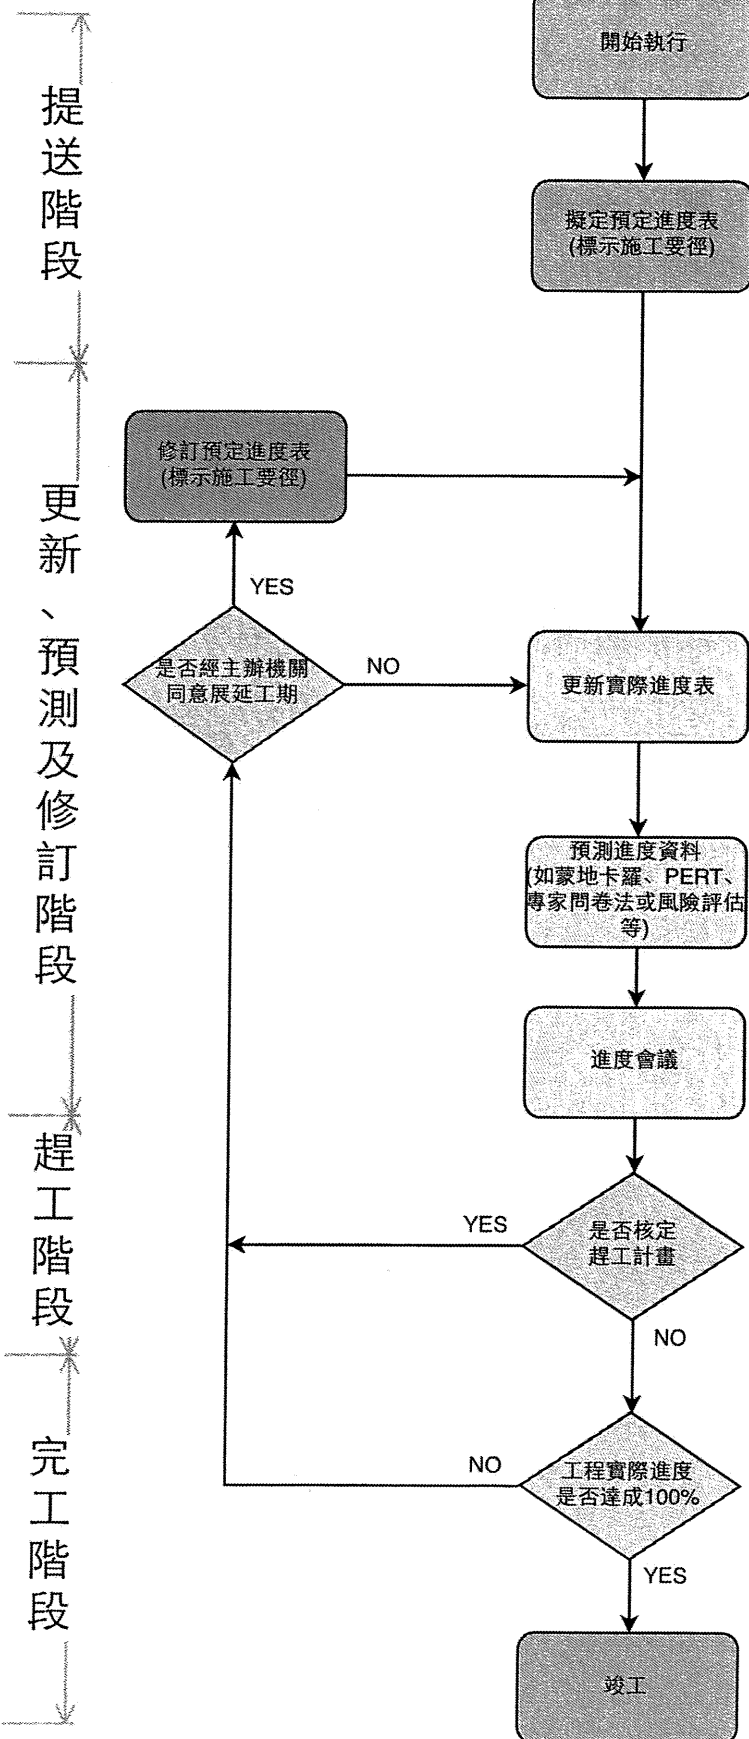 開始執行
提送階段
擬定預定進度表
(標示施工要徑)
更新、預測及修訂階段
修訂預定進度表
(標示施工要徑)
YES
是否經主辦機關
同意展延工期
NO
更新實際進度表
預測進度資料
(如蒙地卡羅、PERT、
專家問卷法或風險評估
等)
進度會議
趕工階段
是否核定
趕工計畫
YES
NO
完工階段
工程實際進度
是否達成100%
NO
YES
竣工